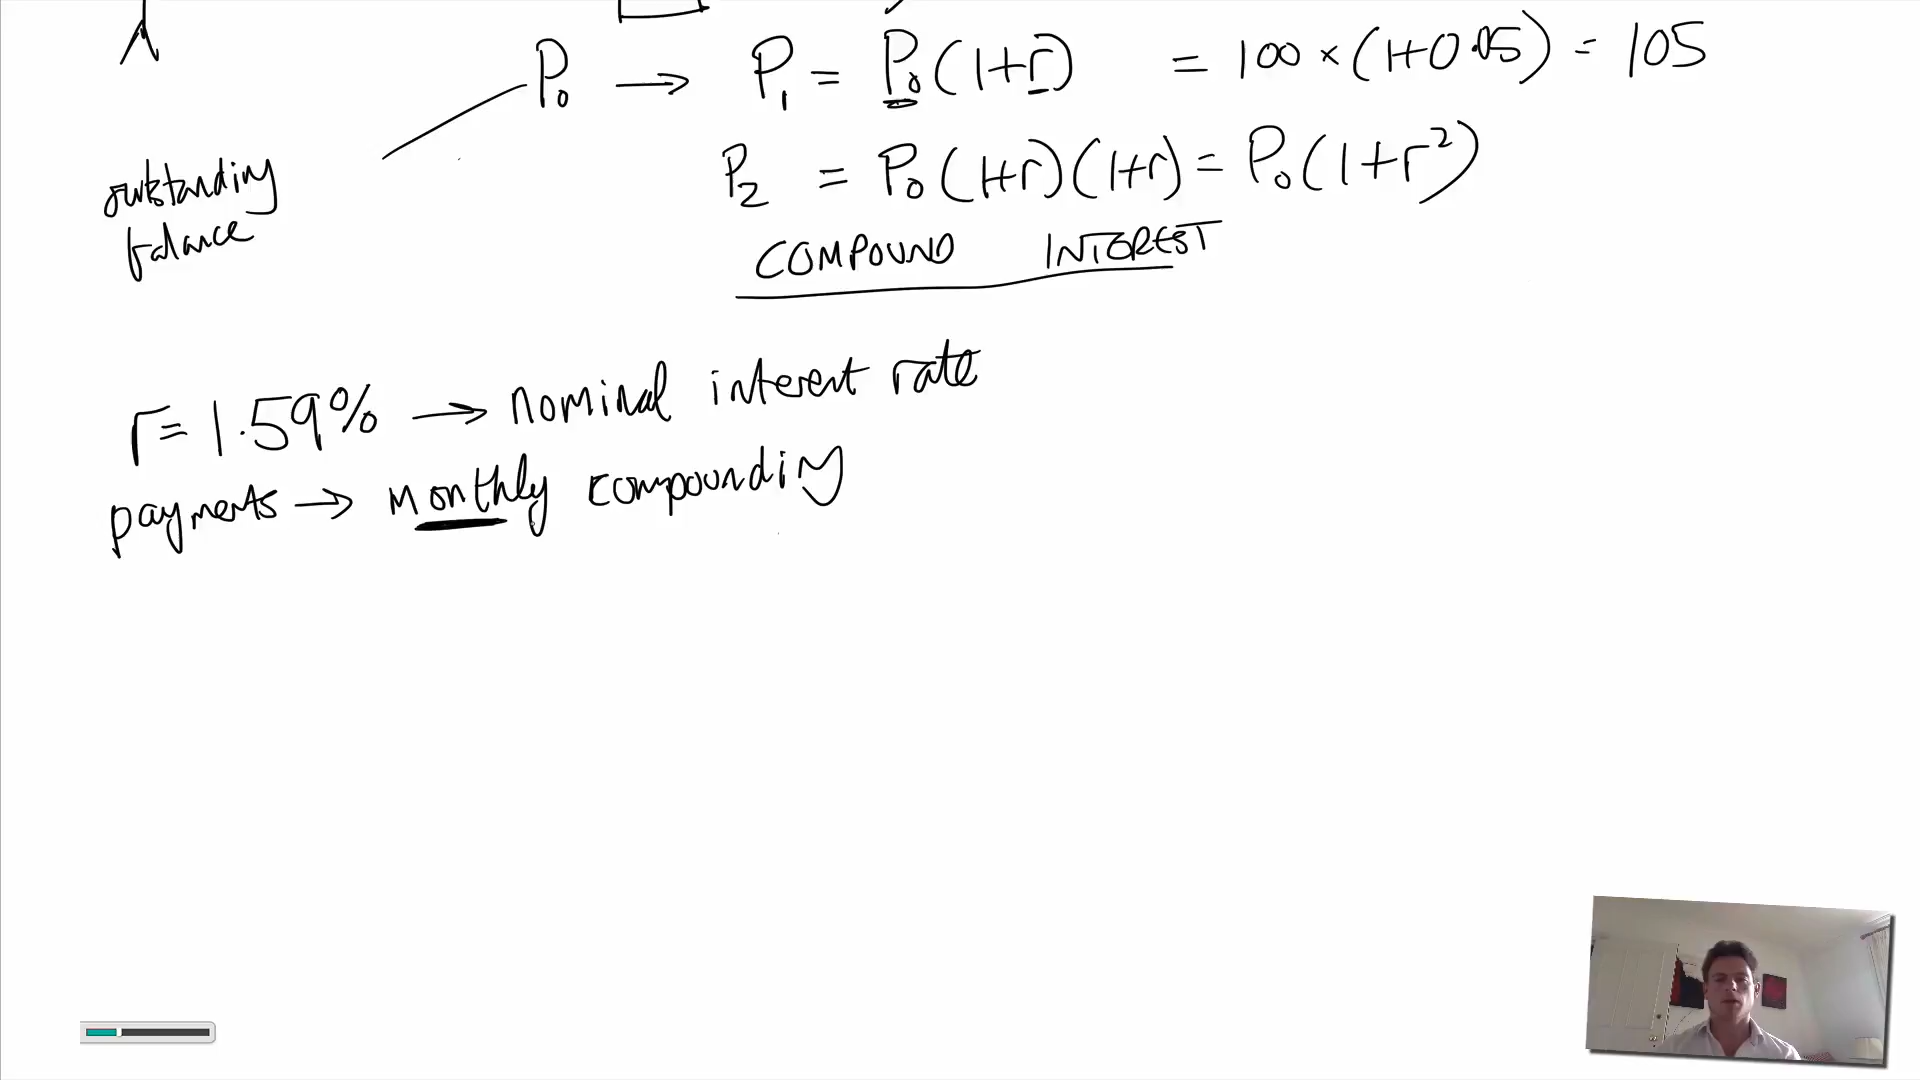 P₀ → P₁ = P₀(1+r) = 100 × (1+0.05) = 105
outstanding
balance
P₂ = P₀(1+r)(1+r) = P₀(1+r²)
COMPOUND INTEREST
r = 1.59% → nominal interest rate
payments → monthly compounding